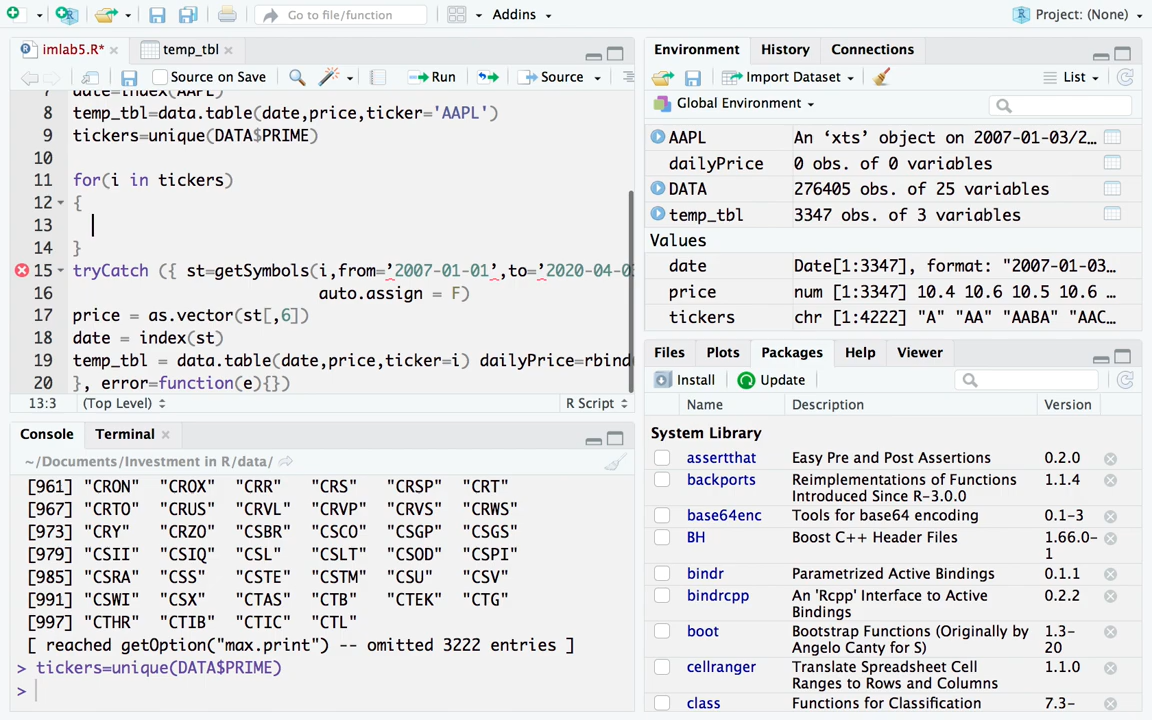 Go to file/function
Addins
Project: (None)
imlab5.R*
temp_tbl
Source on Save
Run
Source
7 date=index(AAPL)
8 temp_tbl=data.table(date,price,ticker='AAPL')
9 tickers=unique(DATA$PRIME)
10
11 for(i in tickers)
12 {
13
14 }
15 tryCatch ({ st=getSymbols(i,from=’2007-01-01’,to=’2020-04-03
16 auto.assign = F)
17 price = as.vector(st[,6])
18 date = index(st)
19 temp_tbl = data.table(date,price,ticker=i) dailyPrice=rbind
20 }, error=function(e){})
13:3
(Top Level)
R Script
Console
Terminal
~/Documents/Investment in R/data/
[961] "CRON" "CROX" "CRR" "CRS" "CRSP" "CRT"
[967] "CRTO" "CRUS" "CRVL" "CRVP" "CRVS" "CRWS"
[973] "CRY" "CRZO" "CSBR" "CSCO" "CSGP" "CSGS"
[979] "CSII" "CSIQ" "CSL" "CSLT" "CSOD" "CSPI"
[985] "CSRA" "CSS" "CSTE" "CSTM" "CSU" "CSV"
[991] "CSWI" "CSX" "CTAS" "CTB" "CTEK" "CTG"
[997] "CTHR" "CTIB" "CTIC" "CTL"
[ reached getOption("max.print") -- omitted 3222 entries ]
> tickers=unique(DATA$PRIME)
>
Environment
History
Connections
Import Dataset
List
Global Environment
AAPL An ‘xts’ object on 2007-01-03/2…
dailyPrice 0 obs. of 0 variables
DATA 276405 obs. of 25 variables
temp_tbl 3347 obs. of 3 variables
Values
date Date[1:3347], format: "2007-01-03…
price num [1:3347] 10.4 10.6 10.5 10.6 …
tickers chr [1:4222] "A" "AA" "AABA" "AAC…
Files
Plots
Packages
Help
Viewer
Install
Update
Name Description Version
System Library
assertthat Easy Pre and Post Assertions 0.2.0
backports Reimplementations of Functions 1.1.4
Introduced Since R-3.0.0
base64enc Tools for base64 encoding 0.1-3
BH Boost C++ Header Files 1.66.0-
1
bindr Parametrized Active Bindings 0.1.1
bindrcpp An 'Rcpp' Interface to Active 0.2.2
Bindings
boot Bootstrap Functions (Originally by 1.3-
Angelo Canty for S) 20
cellranger Translate Spreadsheet Cell 1.1.0
Ranges to Rows and Columns
class Functions for Classification 7.3-